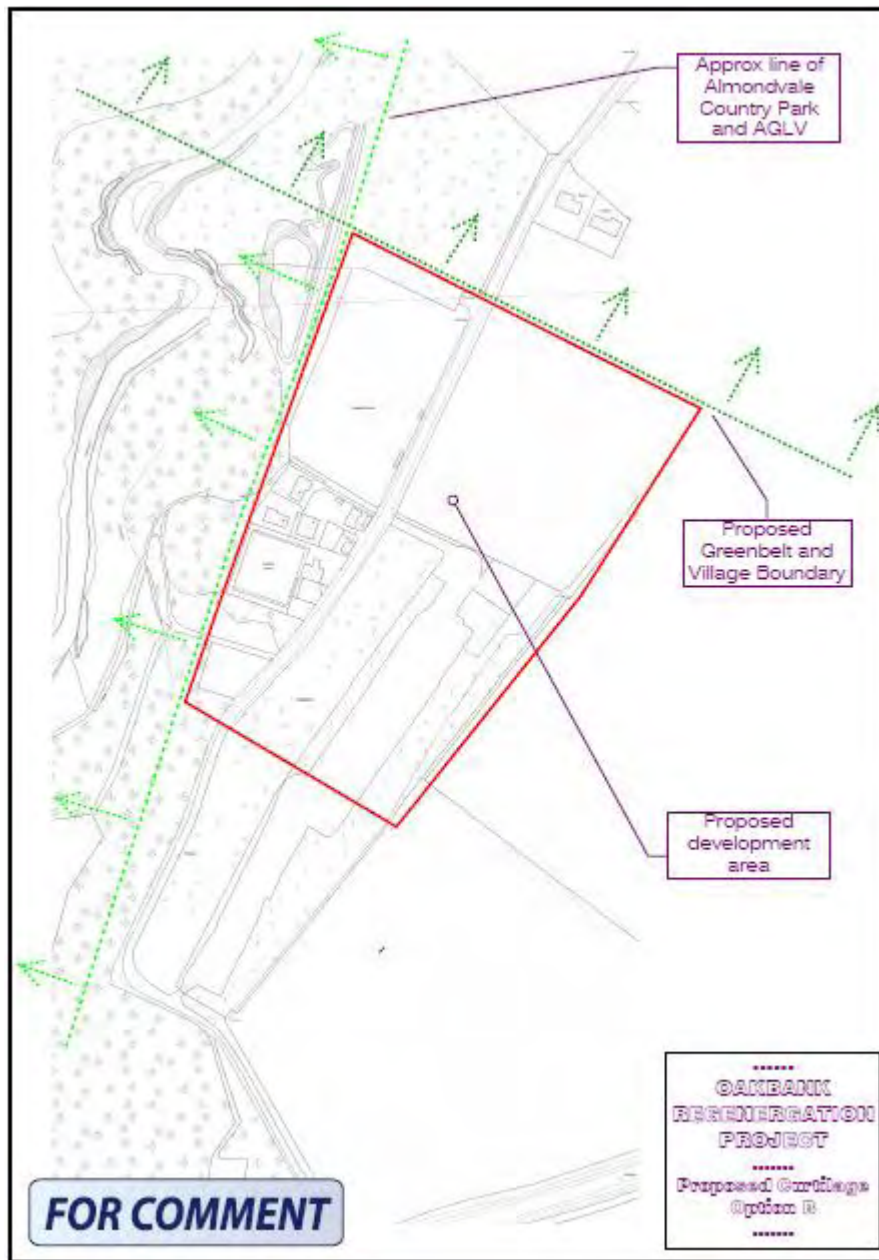 Approx line of
Almondvale
Country Park
and AGLV
Proposed
Greenbelt and
Village Boundary
Proposed
development
area
OAKBANK
REGENERGATION
PROJECT
Proposed Curtilage
Option B
FOR COMMENT